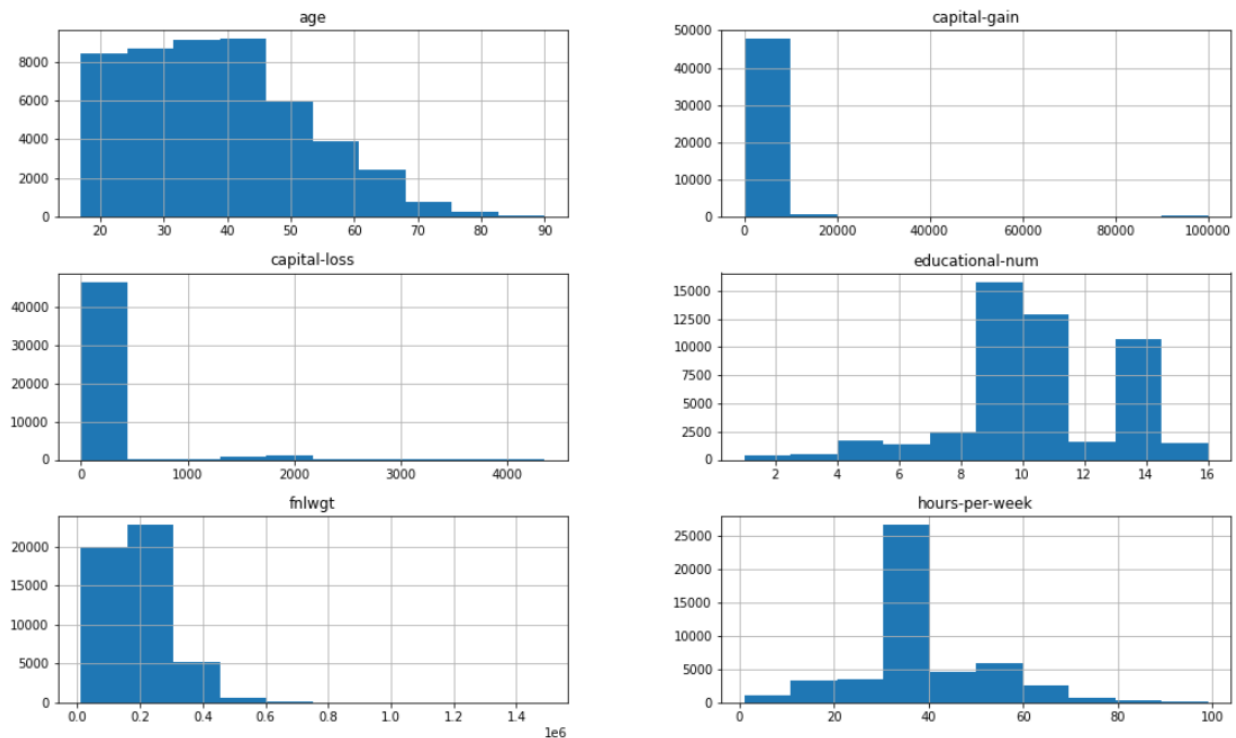 age
8000
6000
4000
2000
0
20 30 40 50 60 70 80 90
capital-gain
50000
40000
30000
20000
10000
0
0 20000 40000 60000 80000 100000
capital-loss
40000
30000
20000
10000
0
0 1000 2000 3000 4000
educational-num
15000
12500
10000
7500
5000
2500
0
2 4 6 8 10 12 14 16
fnlwgt
20000
15000
10000
5000
0
0.0 0.2 0.4 0.6 0.8 1.0 1.2 1.4
1e6
hours-per-week
25000
20000
15000
10000
5000
0
0 20 40 60 80 100